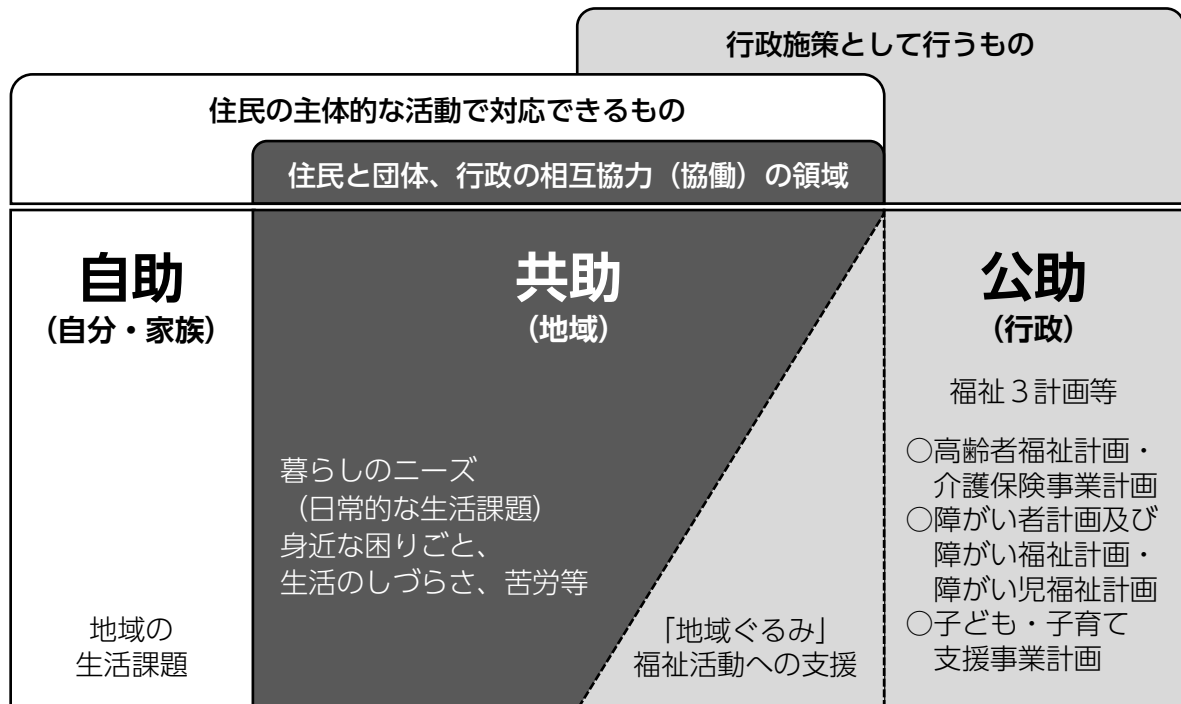 行政施策として行うもの
住民の主体的な活動で対応できるもの
住民と団体、行政の相互協力（協働）の領域
自助
（自分・家族）
地域の
生活課題
共助
（地域）
暮らしのニーズ
（日常的な生活課題）
身近な困りごと、
生活のしづらさ、苦労等
「地域ぐるみ」
福祉活動への支援
公助
（行政）
福祉３計画等
○高齢者福祉計画・
介護保険事業計画
○障がい者計画及び
障がい福祉計画・
障がい児福祉計画
○子ども・子育て
支援事業計画